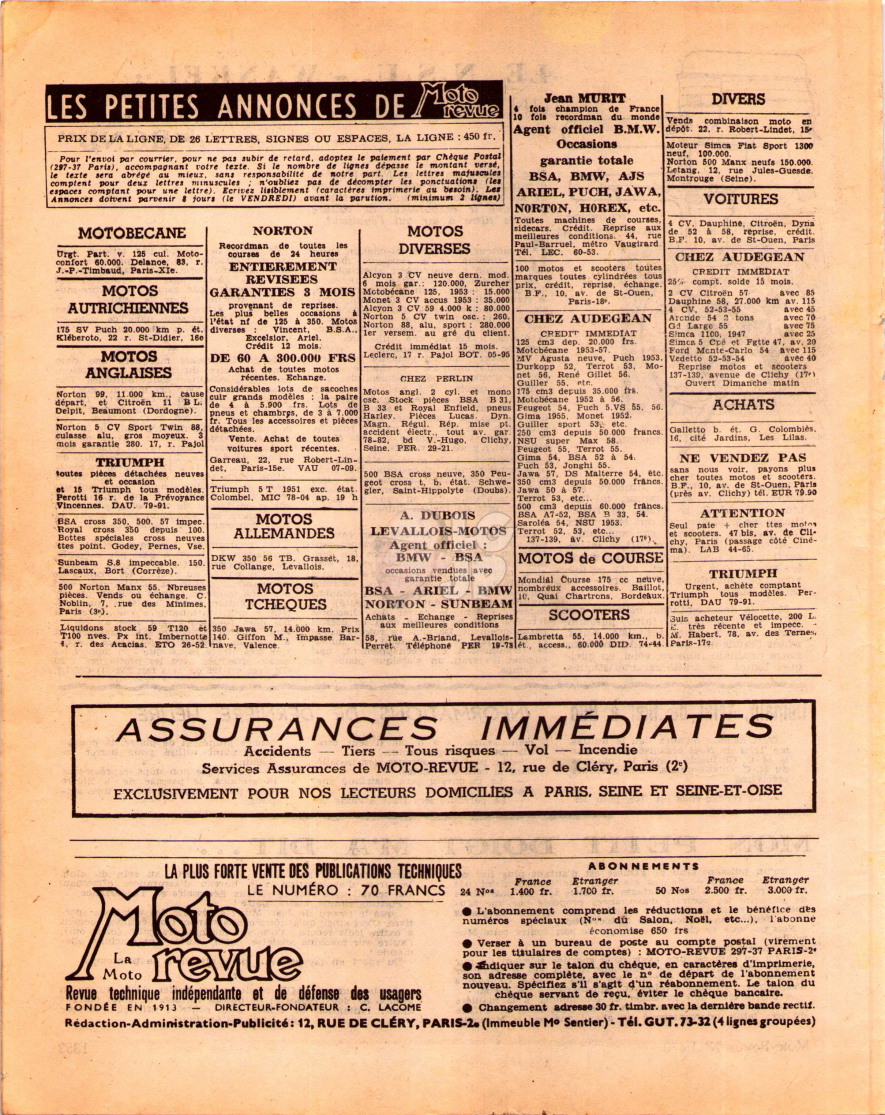 LES PETITES ANNONCES DE Moto revue
PRIX DE LA LIGNE, DE 26 LETTRES, SIGNES OU ESPACES, LA LIGNE : 450 fr.
Pour l'envoi par courrier, pour ne pas subir de retard, adoptez le paiement par Chèque Postal
(297-37 Paris), accompagnant votre texte. Si le nombre de lignes dépasse le montant versé,
le texte sera abrégé au mieux, sans responsabilité de notre part. Les lettres majuscules
comptent pour deux lettres minuscules ; n'oubliez pas de décompter les ponctuations (les
espaces comptant pour une lettre). Ecrivez lisiblement (caractères imprimerie au besoin). Les
Annonces doivent parvenir 8 jours (le VENDREDI) avant la parution. (minimum 2 lignes)
MOTOBECANE
Urgt. Part. v. 125 cul. Moto-
confort 60.000. Delanoe, 83, r.
J.-P.-Timbaud, Paris-XIe.
MOTOS
AUTRICHIENNES
175 SV Puch 20.000 km p. ét.
Kléberoto, 22 r. St-Didier, 16e
MOTOS
ANGLAISES
Norton 99, 11.000 km., cause
départ, et Citroën 11 B L.
Delpit, Beaumont (Dordogne).
Norton 5 CV Sport Twin 88,
culasse alu, gros moyeux. 3
mois garantie 280. 17, r. Pajol
TRIUMPH
toutes pièces détachées neuves
et occasion
et 15 Triumph tous modèles.
Perotti 16 r. de la Prévoyance
Vincennes. DAU. 79-91.
BSA cross 350, 500, 57 impec.
Royal cross 350 depuis 100.
Bottes spéciales cross neuves
ttes point. Godey, Pernes, Vse.
Sunbeam S.8 impeccable. 150.
Lascaux, Bort (Corrèze).
500 Norton Manx 55. Nbreuses
pièces. Vends ou échange. C.
Noblin, 7, rue des Minimes,
Paris (3e).
Liquidons stock 59 T120 et
T100 nves. Px int. Imbernotte
4, r. des Acacias. ETO 26-52
NORTON
Recordman de toutes les
courses de 24 heures
ENTIEREMENT
REVISEES
GARANTIES 3 MOIS
provenant de reprises.
Les plus belles occasions à
l'état nf de 125 à 350. Motos
diverses : Vincent, B.S.A.,
Excelsior, Ariel.
Crédit 12 mois.
DE 60 A 300.000 FRS
Achat de toutes motos
récentes. Echange.
Considérables lots de sacoches
cuir grands modèles : la paire
de 4 à 5.900 frs. Lots de
pneus et chambres, de 3 à 7.000
fr. Tous les accessoires et pièces
détachées.
Vente. Achat de toutes
voitures sport récentes.
Garreau, 22, rue Robert-Lin-
det, Paris-15e. VAU 07-09.
Triumph 5 T 1951 exc. état.
Colombel, MIC 78-04 ap. 19 h
MOTOS
ALLEMANDES
DKW 350 56 TB. Grasset, 18,
rue Collange, Levallois.
MOTOS
TCHEQUES
350 Jawa 57, 14.000 km. Prix
140. Giffon M., Impasse Bar-
nave, Valence.
MOTOS
DIVERSES
Alcyon 3 CV neuve dern. mod.
6 mois gar.: 120.000, Zurcher
Motobécane 125, 1953 : 15.000
Monet 3 CV accus 1953 : 35.000
Alcyon 3 CV 59 4.000 k : 80.000
Norton 5 CV twin osc. : 260.
Norton 88, alu, sport : 280.000
1er versem. au gré du client.
Crédit immédiat 15 mois.
Leclerc, 17 r. Pajol BOT. 05-95
CHEZ PERLIN
Motos angl. 2 cyl. et mono
osc. Stock pièces BSA B 31,
B 33 et Royal Enfield, pneus
Harley. Pièces Lucas Dyn.
Magn. Régul. Rép. mise pt.
accident électr., tout av. gar.
78-82, bd V.-Hugo. Clichy,
Seine. PER. 29-21.
500 BSA cross neuve, 350 Peu-
geot cross t. b. état. Schwe-
gler, Saint-Hippolyte (Doubs).
A. DUBOIS
LEVALLOIS-MOTOS
Agent officiel :
BMW - BSA
occasions vendues avec
garantie totale
BSA - ARIEL - BMW
NORTON - SUNBEAM
Achats - Echange - Reprises
aux meilleures conditions
58, rue A.-Briand, Levallois-
Perret. Téléphone PER 19-73
Jean MURIT
4 fois champion de France
10 fois recordman du monde
Agent officiel B.M.W.
Occasions
garantie totale
BSA, BMW, AJS
ARIEL, PUCH, JAWA,
NORTON, HOREX, etc.
Toutes machines de courses,
sidecars. Crédit. Reprise aux
meilleures conditions. 44, rue
Paul-Barruel, métro Vaugirard
Tél. LEC. 60-53.
100 motos et scooters toutes
marques toutes cylindrées tous
prix, crédit, reprise, échange.
B.F., 10, av. de St-Ouen,
Paris-18e.
CHEZ AUDEGEAN
CREDIT IMMEDIAT
125 cm3 dep. 20.000 frs.
Motobécane 1953-57.
MV Agusta neuve, Puch 1953.
Durkopp 52, Terrot 53, Mo-
net 56, René Gillet 56.
Guiller 55, etc.
175 cm3 depuis 35.000 frs.
Motobécane 1952 à 56.
Peugeot 54, Puch 5.VS 55, 56.
Gima 1955, Monet 1952.
Guiller sport 53, etc.
250 cm3 depuis 50.000 francs.
NSU super Max 58.
Peugeot 55, Terrot 55.
Gima 54, BSA 52 à 54.
Puch 53, Jonghi 55.
Jawa 57, DS Malterre 54, etc.
350 cm3 depuis 50.000 francs.
Jawa 50 à 57.
Terrot 53, etc...
500 cm3 depuis 60.000 francs.
BSA A7-52, BSA B 33, 54.
Saroléa 54, NSU 1953.
Terrot 52, 53, etc...
137-139, av. Clichy (17e).
MOTOS de COURSE
Mondial Course 175 cc neuve,
nombreux accessoires. Baillot,
10, Quai Chartrons, Bordeaux.
SCOOTERS
Lambretta 55, 14.000 km., b.
ét., access., 60.000 DID. 74-44.
DIVERS
Vends combinaison moto en
dépôt. 22, r. Robert-Lindet, 15e
Moteur Simca Fiat Sport 1300
neuf, 100.000.
Norton 500 Manx neufs 150.000.
Letang, 12, rue Jules-Guesde.
Montrouge (Seine).
VOITURES
4 CV, Dauphine, Citroën, Dyna
de 52 à 58, reprise, crédit.
B.F. 10, av. de St-Ouen, Paris
CHEZ AUDEGEAN
CREDIT IMMEDIAT
25% compt. solde 15 mois.
2 CV Citroën 57 avec 85
Dauphine 58, 27.000 km av. 115
4 CV, 52-53-55 avec 45
Aronde 54 2 tons avec 70
Gd Large 55 avec 75
Simca 1100, 1947 avec 25
Simca 5 Cpé et Fgtte 47, av. 20
Ford Monte-Carlo 54 avec 115
Vedette 52-53-54 avec 40
Reprise motos et scooters
137-139, avenue de Clichy (17e)
Ouvert Dimanche matin
ACHATS
Galletto b. ét. G. Colombiès,
16, cité Jardins, Les Lilas.
NE VENDEZ PAS
sans nous voir, payons plus
cher toutes motos et scooters.
B.F., 10, av. de St-Ouen, Paris
(près av. Clichy) tél. EUR 79.90
ATTENTION
Seul paie + cher ttes motos
et scooters. 47 bis, av. de Cli-
chy, Paris (passage côté Ciné-
ma). LAB 44-65.
TRIUMPH
Urgent, achète comptant
Triumph tous modèles. Per-
rotti, DAU 79-91.
Suis acheteur Vélocette, 200 L.
E. très récente et impecc.
M. Habert, 78, av. des Ternes,
Paris-17e
ASSURANCES IMMÉDIATES
Accidents — Tiers — Tous risques — Vol — Incendie
Services Assurances de MOTO-REVUE - 12, rue de Cléry, Paris (2e)
EXCLUSIVEMENT POUR NOS LECTEURS DOMICILIES A PARIS, SEINE ET SEINE-ET-OISE
LA PLUS FORTE VENTE DES PUBLICATIONS TECHNIQUES
LE NUMÉRO : 70 FRANCS
La Moto
Moto revue
Revue technique indépendante et de défense des usagers
FONDÉE EN 1913 — DIRECTEUR-FONDATEUR : C. LACOME
ABONNEMENTS
France Etranger France Etranger
24 Nos 1.400 fr. 1.700 fr. 50 Nos 2.500 fr. 3.000 fr.
● L'abonnement comprend les réductions et le bénéfice des
numéros spéciaux (Nos du Salon, Noël, etc...), l'abonné
économise 650 frs
● Verser à un bureau de poste au compte postal (virement
pour les titulaires de comptes) : MOTO-REVUE 297-37 PARIS-2e
● Indiquer sur le talon du chèque, en caractères d'imprimerie,
son adresse complète, avec le n° de départ de l'abonnement
nouveau. Spécifiez s'il s'agit d'un réabonnement. Le talon du
chèque servant de reçu, éviter le chèque bancaire.
● Changement adresse 30 fr. timbr. avec la dernière bande rectif.
Rédaction-Administration-Publicité : 12, RUE DE CLÉRY, PARIS-2e (Immeuble Mo Sentier) - Tél. GUT. 73-32 (4 lignes groupées)